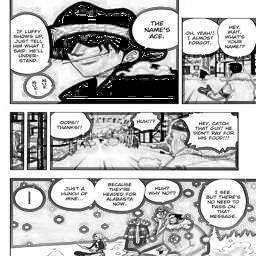 HEY,
WAIT,
WHAT'S
YOUR
NAME?!
OH, YEAH!!
I ALMOST
FORGOT.
THE
NAME'S
ACE.
IF LUFFY
SHOWS UP,
JUST TELL
HIM WHAT I
SAID. HE'LL
UNDER-
STAND.
HEY, CATCH
THAT GUY! HE
DIDN'T PAY FOR
HIS FOOD!!!
HUH!?
OOPS!!
THANKS!!
I SEE.
BUT THERE'S
NO NEED TO
PASS ON
THAT
MESSAGE.
HUH?
WHY NOT?
BECAUSE
THEY'RE
HEADED FOR
ALABASTA
NOW.
JUST A
HUNCH OF
MINE...
!